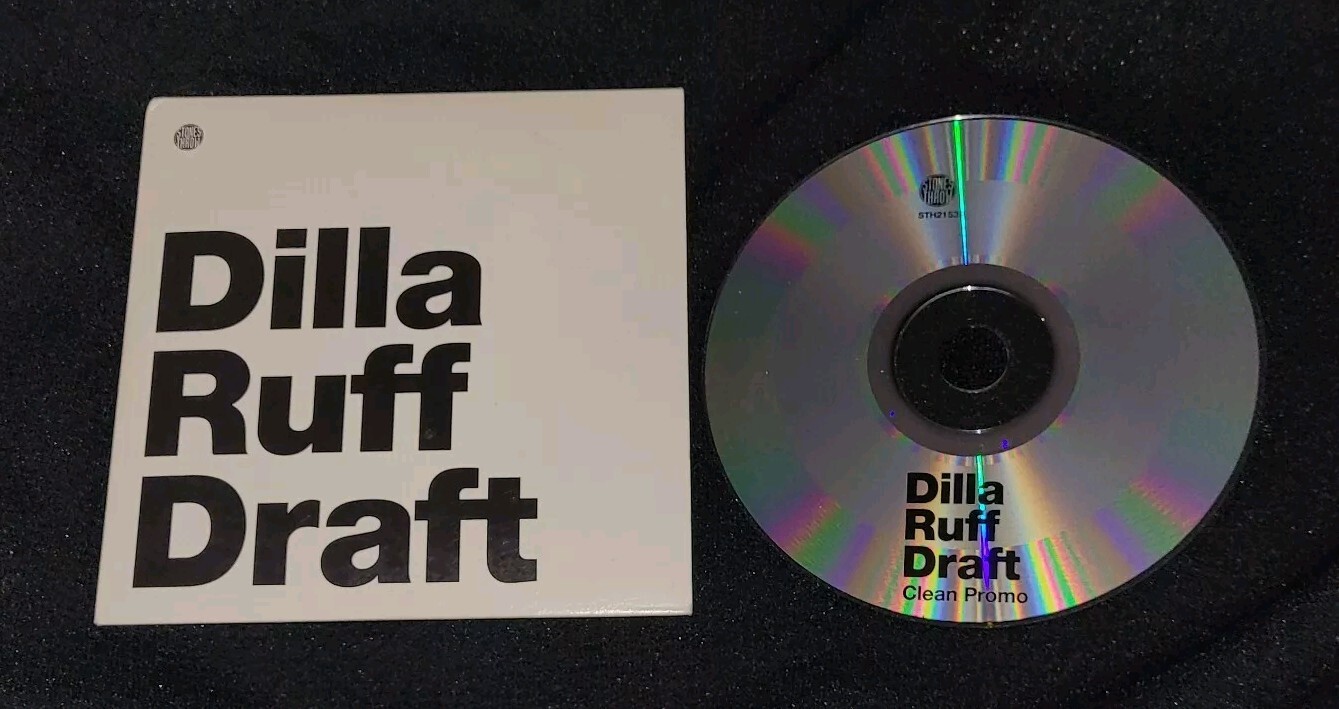 STONES
THROW
Dilla
Ruff
Draft
STONES
THROW
STH2153
Dilla
Ruff
Draft
Clean Promo